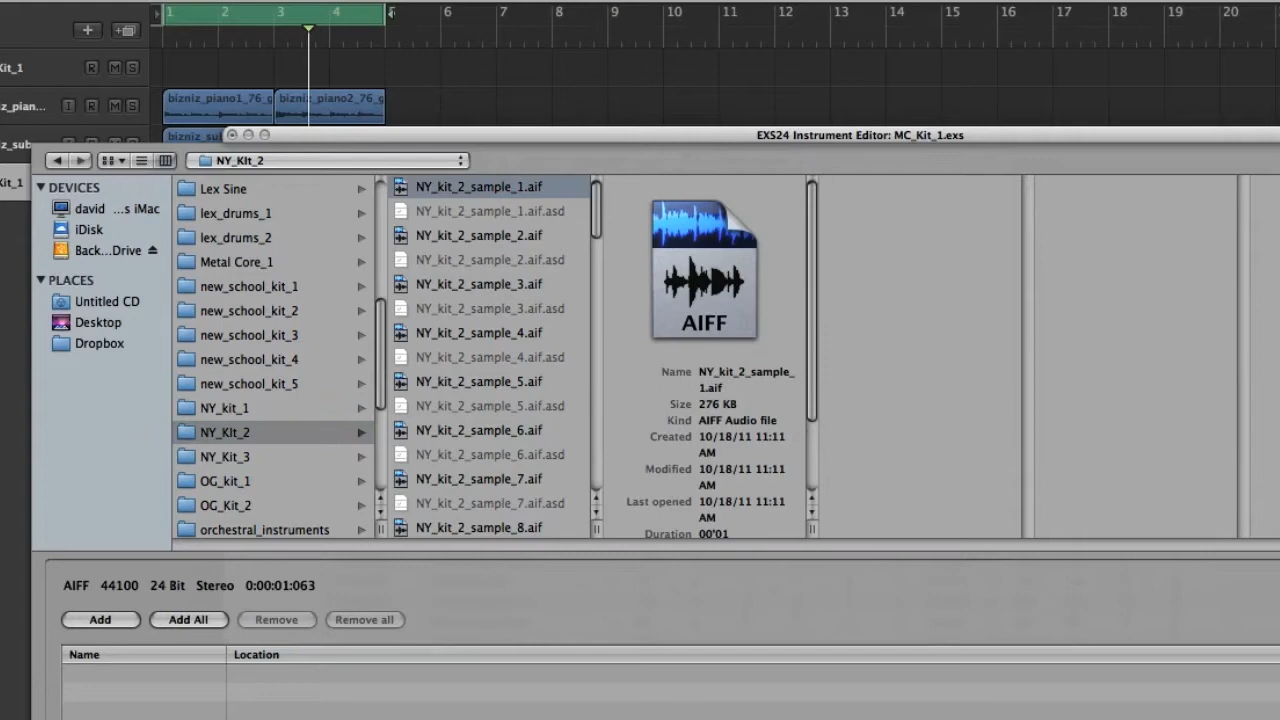 1 2 3 4 5 6 7 8 9 10 11 12 13 14 15 16 17 18 19 20
Kit_1 R M S
z_pian... I R M S
bizniz_piano1_76_g bizniz_piano2_76_g
z_sub
bizniz_sub
EXS24 Instrument Editor: MC_Kit_1.exs
NY_KIt_2
Kit_1
DEVICES
david ...s iMac
iDisk
Back...Drive
PLACES
Untitled CD
Desktop
Dropbox
Lex Sine
lex_drums_1
lex_drums_2
Metal Core_1
new_school_kit_1
new_school_kit_2
new_school_kit_3
new_school_kit_4
new_school_kit_5
NY_kit_1
NY_KIt_2
NY_Kit_3
OG_kit_1
OG_Kit_2
orchestral_instruments
NY_kit_2_sample_1.aif
NY_kit_2_sample_1.aif.asd
NY_kit_2_sample_2.aif
NY_kit_2_sample_2.aif.asd
NY_kit_2_sample_3.aif
NY_kit_2_sample_3.aif.asd
NY_kit_2_sample_4.aif
NY_kit_2_sample_4.aif.asd
NY_kit_2_sample_5.aif
NY_kit_2_sample_5.aif.asd
NY_kit_2_sample_6.aif
NY_kit_2_sample_6.aif.asd
NY_kit_2_sample_7.aif
NY_kit_2_sample_7.aif.asd
NY_kit_2_sample_8.aif
AIFF
Name NY_kit_2_sample_
1.aif
Size 276 KB
Kind AIFF Audio file
Created 10/18/11 11:11
AM
Modified 10/18/11 11:11
AM
Last opened 10/18/11 11:11
AM
Duration 00'01
AIFF 44100 24 Bit Stereo 0:00:01:063
Add Add All Remove Remove all
Name Location